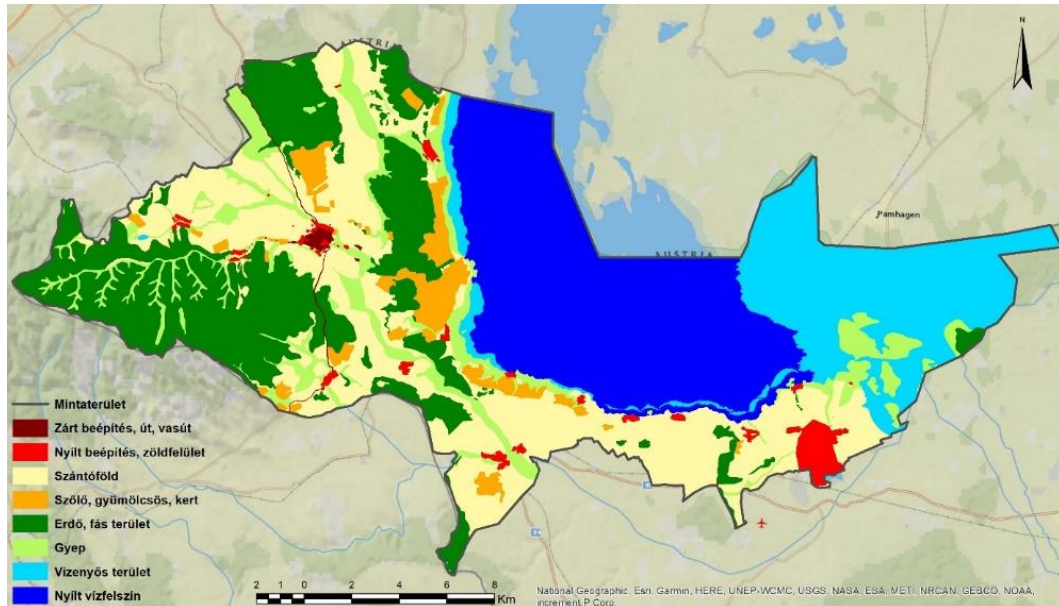 AUSTRIA
N
Pamhagen
AUSTRIA
Mintaterület
Zárt beépítés, út, vasút
Nyílt beépítés, zöldfelület
Szántóföld
Szőlő, gyümölcsös, kert
Erdő, fás terület
Gyep
Vizenyős terület
Nyílt vízfelszín
2 1 0 2 4 6 8
Km
National Geographic, Esri, Garmin, HERE, UNEP-WCMC, USGS, NASA, ESA, METI, NRCAN, GEBCO, NOAA,
increment P Corp.